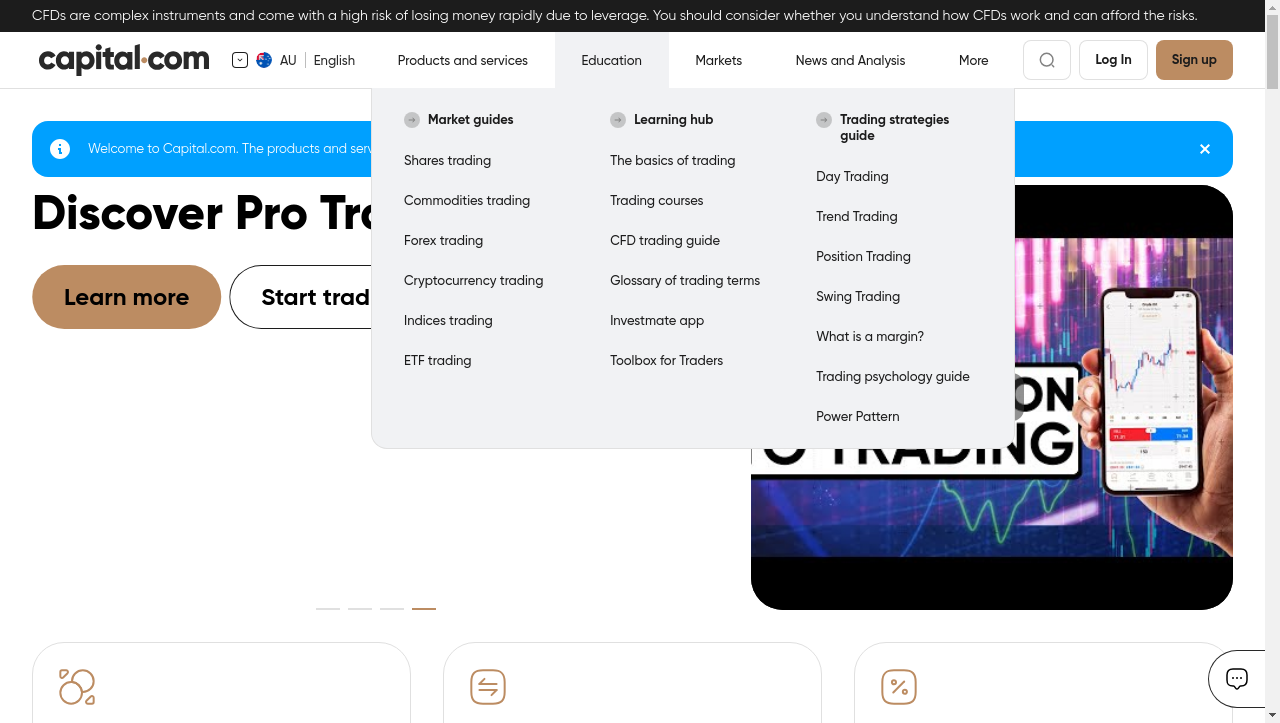 CFDs are complex instruments and come with a high risk of losing money rapidly due to leverage. You should consider whether you understand how CFDs work and can afford the risks.
capital.com
AU
English
Products and services
Education
Markets
News and Analysis
More
Log In
Sign up
Welcome to Capital.com. The products and serv
Discover Pro Tra
Learn more
Start trad
Market guides
Shares trading
Commodities trading
Forex trading
Cryptocurrency trading
Indices trading
ETF trading
Learning hub
The basics of trading
Trading courses
CFD trading guide
Glossary of trading terms
Investmate app
Toolbox for Traders
Trading strategies
guide
Day Trading
Trend Trading
Position Trading
Swing Trading
What is a margin?
Trading psychology guide
Power Pattern
ON
TRADING